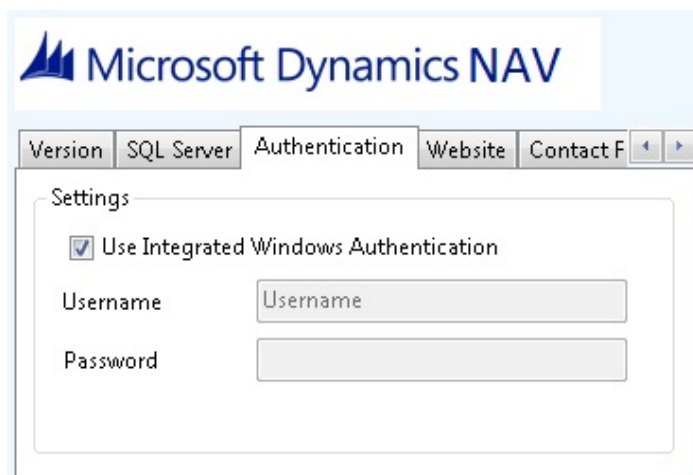 Microsoft Dynamics NAV
Version SQL Server Authentication Website Contact F
Settings
Use Integrated Windows Authentication
Username Username
Password